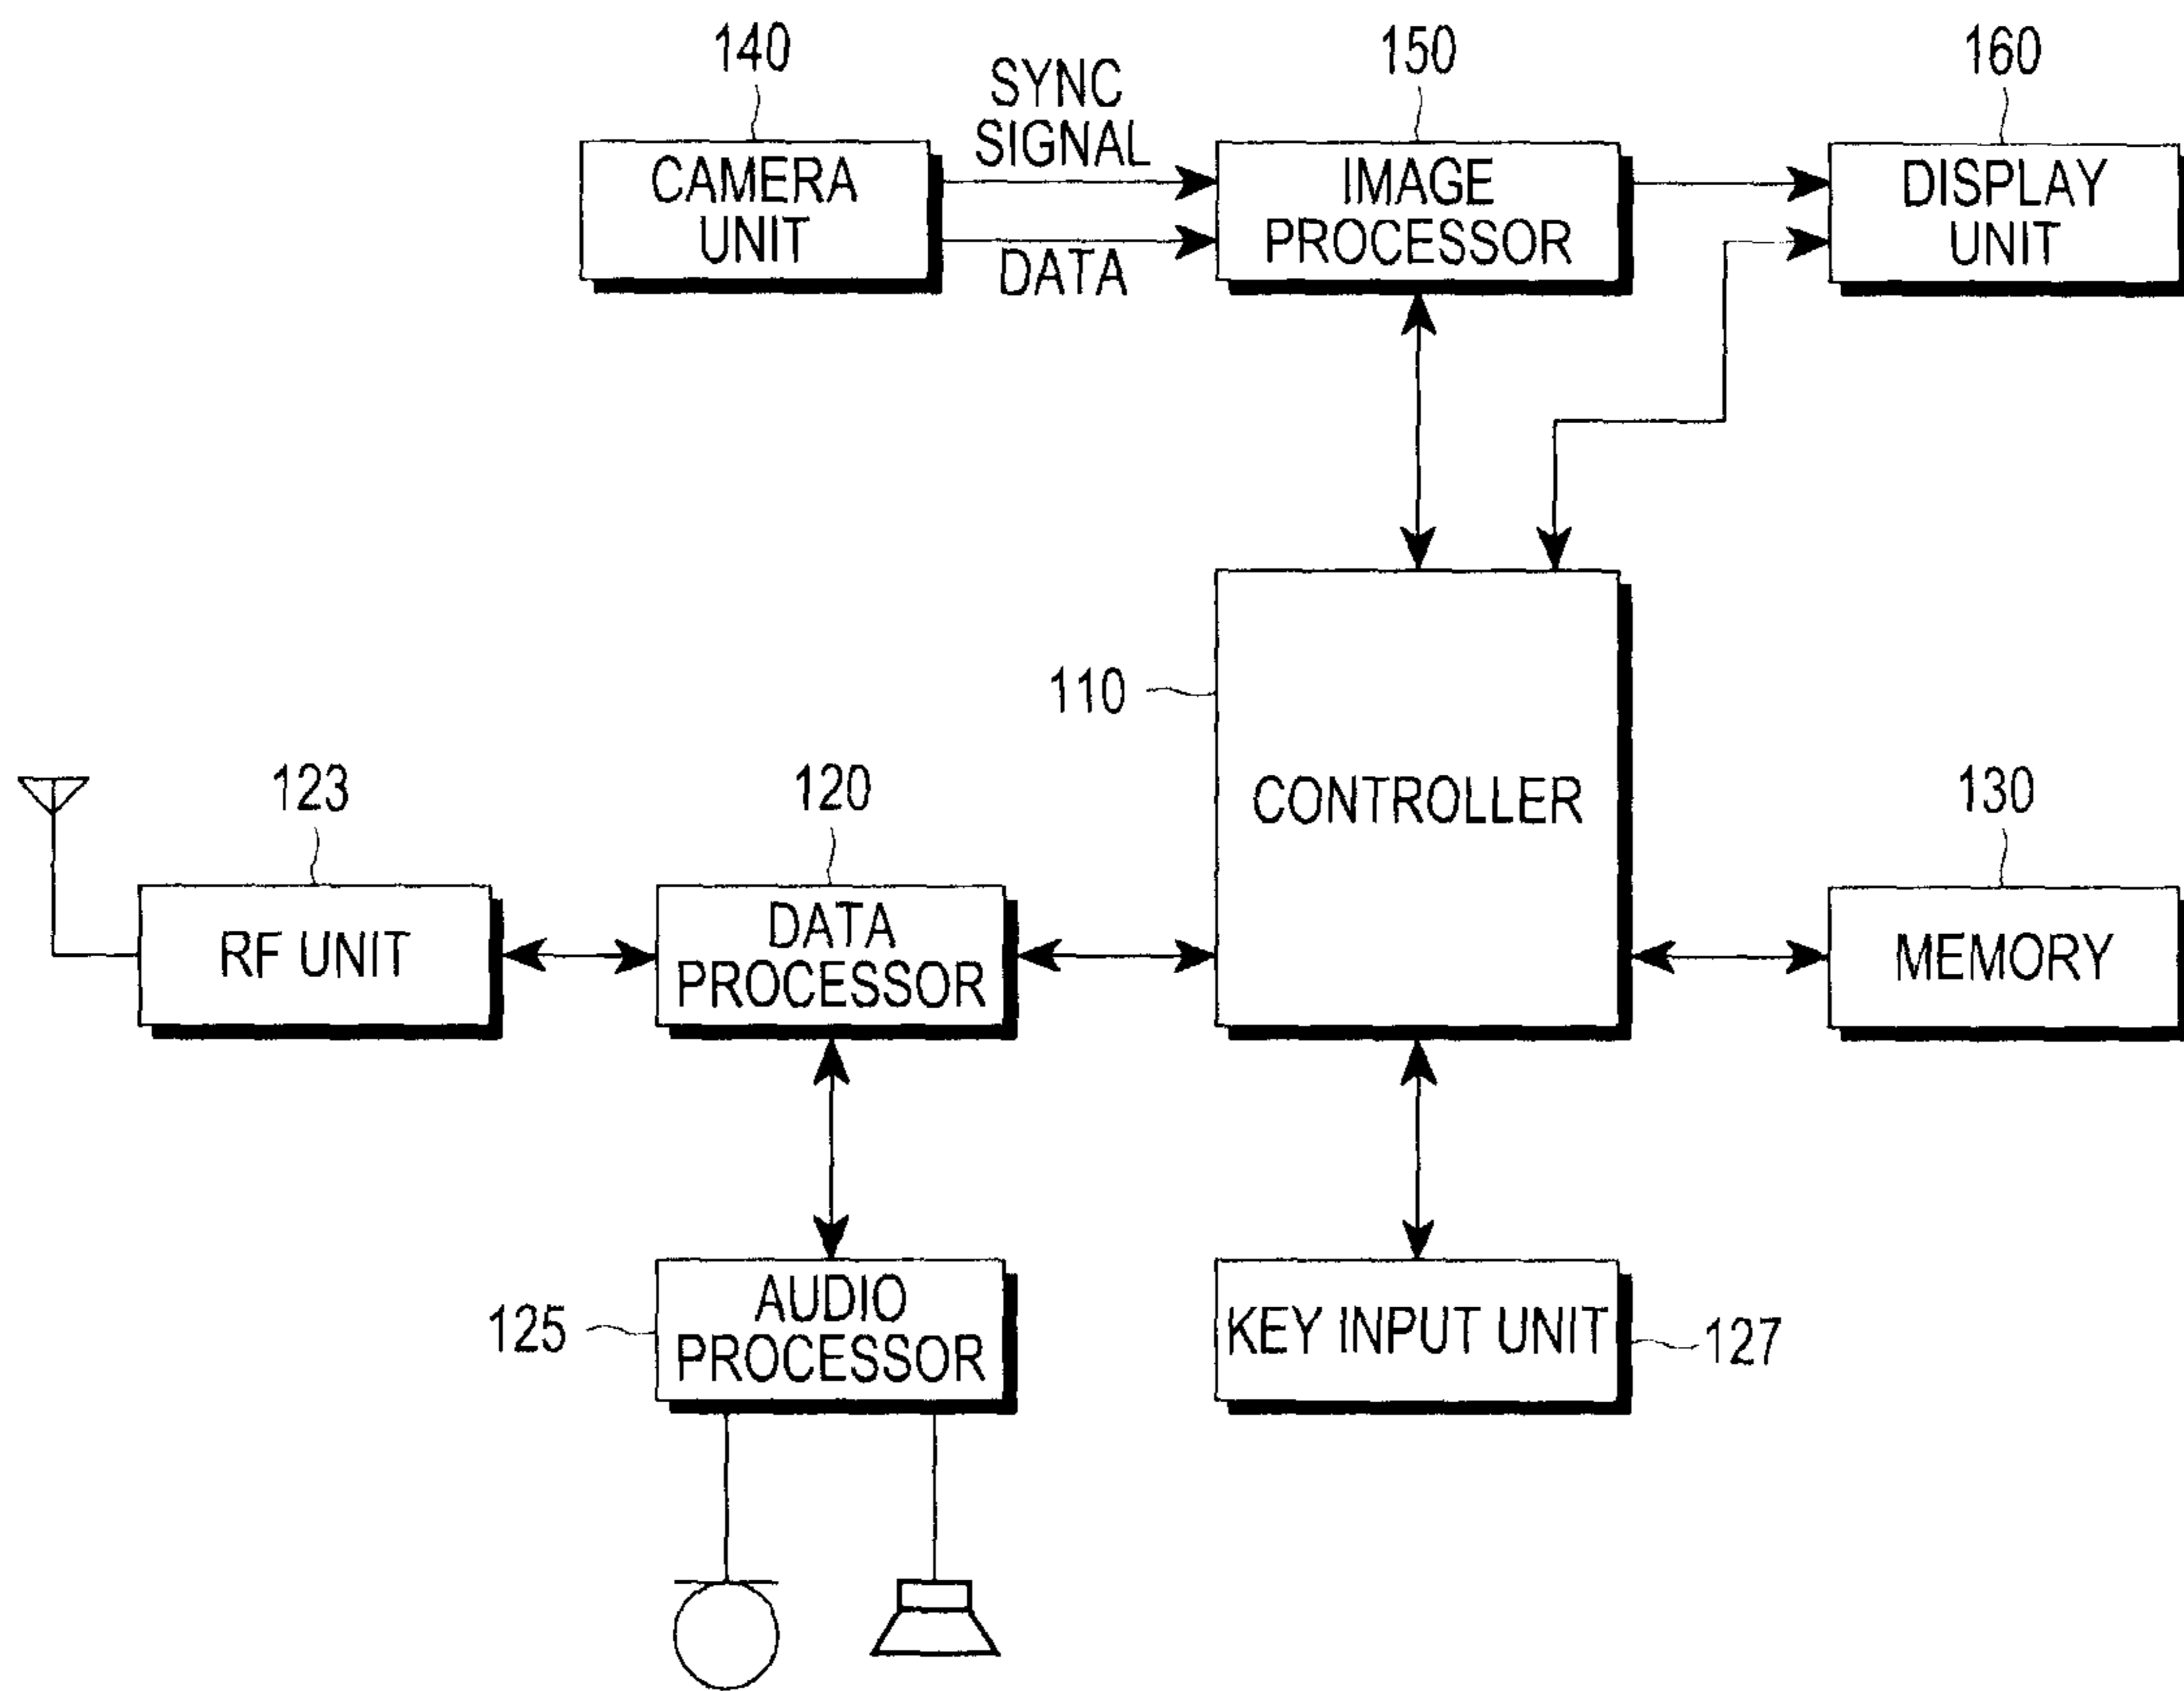 140
SYNC
SIGNAL
150
160
CAMERA
UNIT
DATA
IMAGE
PROCESSOR
DISPLAY
UNIT
110
CONTROLLER
123
120
130
RF UNIT
DATA
PROCESSOR
MEMORY
125
AUDIO
PROCESSOR
KEY INPUT UNIT
127